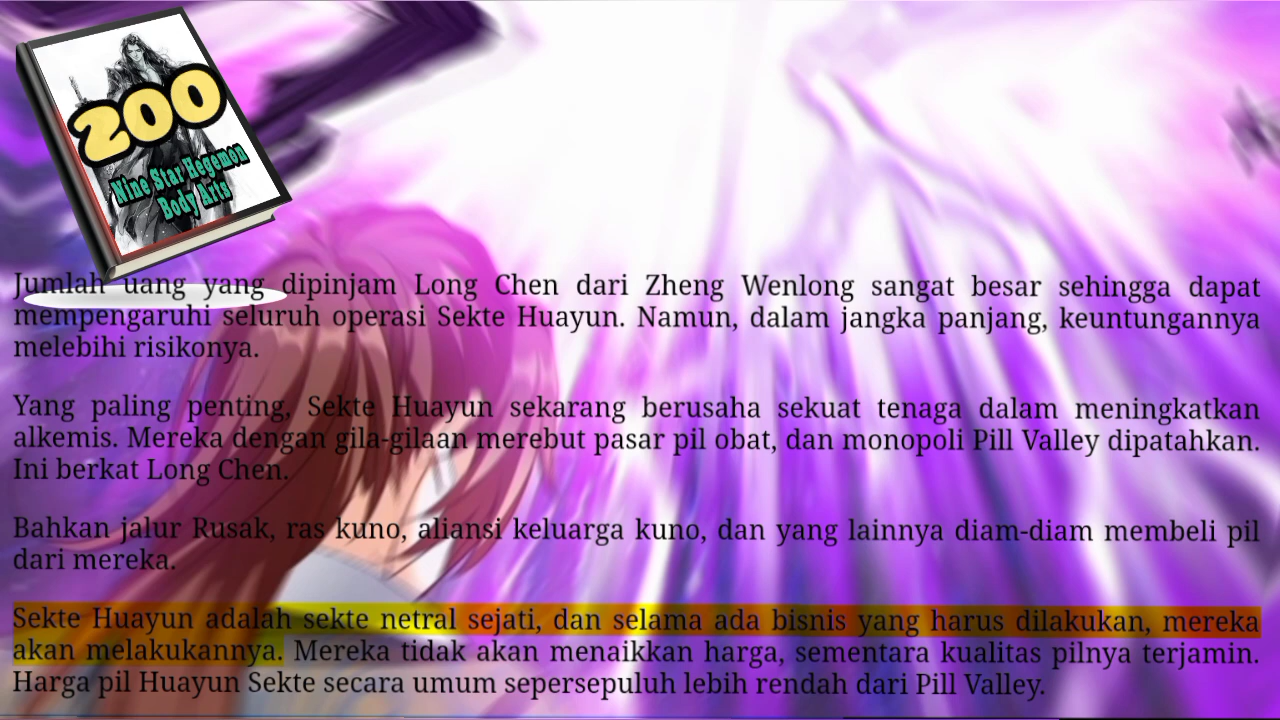 200
Nine Star Hegemon
Body Arts
Jumlah uang yang dipinjam Long Chen dari Zheng Wenlong sangat besar sehingga dapat
mempengaruhi seluruh operasi Sekte Huayun. Namun, dalam jangka panjang, keuntungannya
melebihi risikonya.
Yang paling penting, Sekte Huayun sekarang berusaha sekuat tenaga dalam meningkatkan
alkemis. Mereka dengan gila-gilaan merebut pasar pil obat, dan monopoli Pill Valley dipatahkan.
Ini berkat Long Chen.
Bahkan jalur Rusak, ras kuno, aliansi keluarga kuno, dan yang lainnya diam-diam membeli pil
dari mereka.
Sekte Huayun adalah sekte netral sejati, dan selama ada bisnis yang harus dilakukan, mereka
akan melakukannya. Mereka tidak akan menaikkan harga, sementara kualitas pilnya terjamin.
Harga pil Huayun Sekte secara umum sepersepuluh lebih rendah dari Pill Valley.